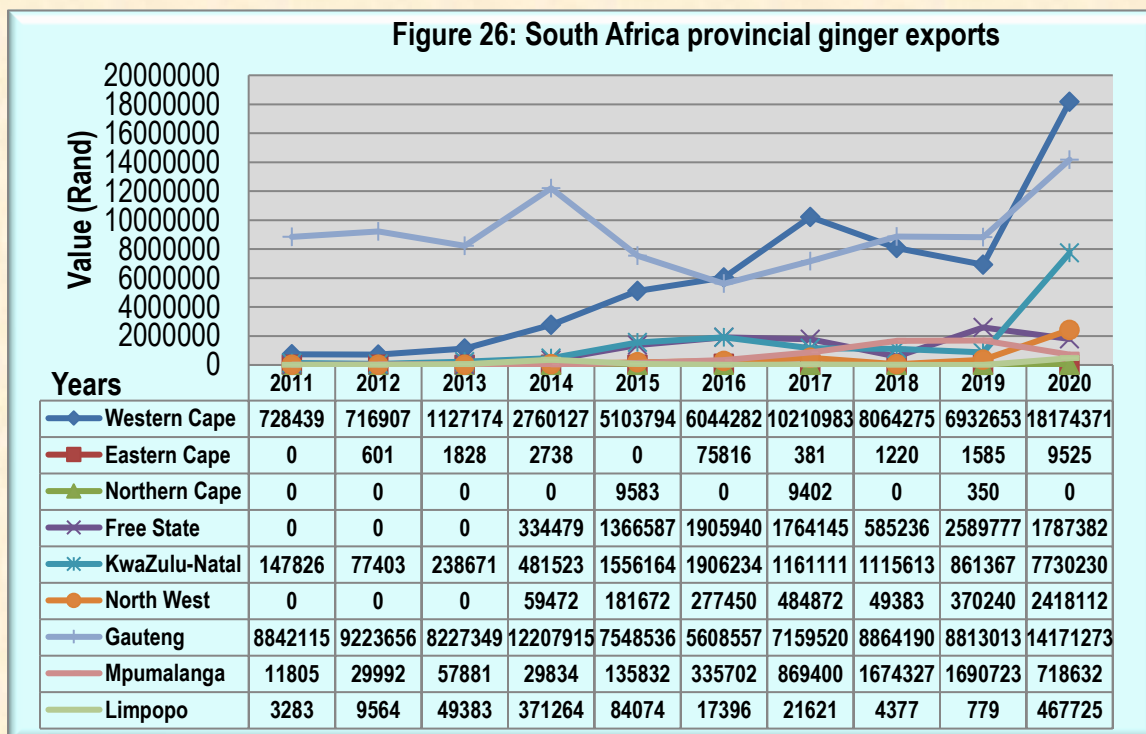 Figure 26: South Africa provincial ginger exports
Value (Rand)
20000000
18000000
16000000
14000000
12000000
10000000
8000000
6000000
4000000
2000000
0
Years 2011 2012 2013 2014 2015 2016 2017 2018 2019 2020
Western Cape 728439 716907 1127174 2760127 5103794 6044282 10210983 8064275 6932653 18174371
Eastern Cape 0 601 1828 2738 0 75816 381 1220 1585 9525
Northern Cape 0 0 0 0 9583 0 9402 0 350 0
Free State 0 0 0 334479 1366587 1905940 1764145 585236 2589777 1787382
KwaZulu-Natal 147826 77403 238671 481523 1556164 1906234 1161111 1115613 861367 7730230
North West 0 0 0 59472 181672 277450 484872 49383 370240 2418112
Gauteng 8842115 9223656 8227349 12207915 7548536 5608557 7159520 8864190 8813013 14171273
Mpumalanga 11805 29992 57881 29834 135832 335702 869400 1674327 1690723 718632
Limpopo 3283 9564 49383 371264 84074 17396 21621 4377 779 467725